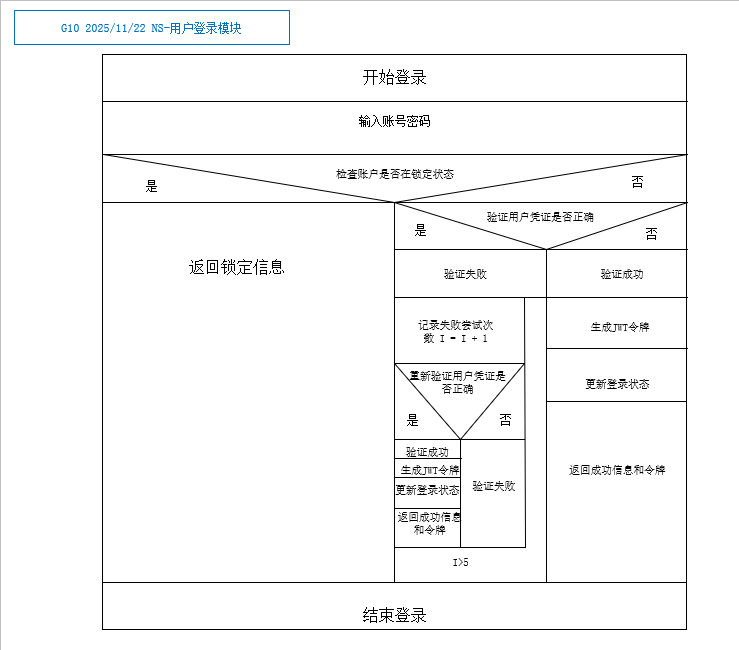 G10 2025/11/22 NS-用户登录模块
开始登录
输入账号密码
检查账户是否在锁定状态
是
否
返回锁定信息
验证用户凭证是否正确
是
否
验证失败
验证成功
记录失败尝试次
数 I = I + 1
生成JWT令牌
更新登录状态
返回成功信息和令牌
重新验证用户凭证是
否正确
是
否
验证成功
生成JWT令牌
更新登录状态
返回成功信息
和令牌
验证失败
I>5
结束登录